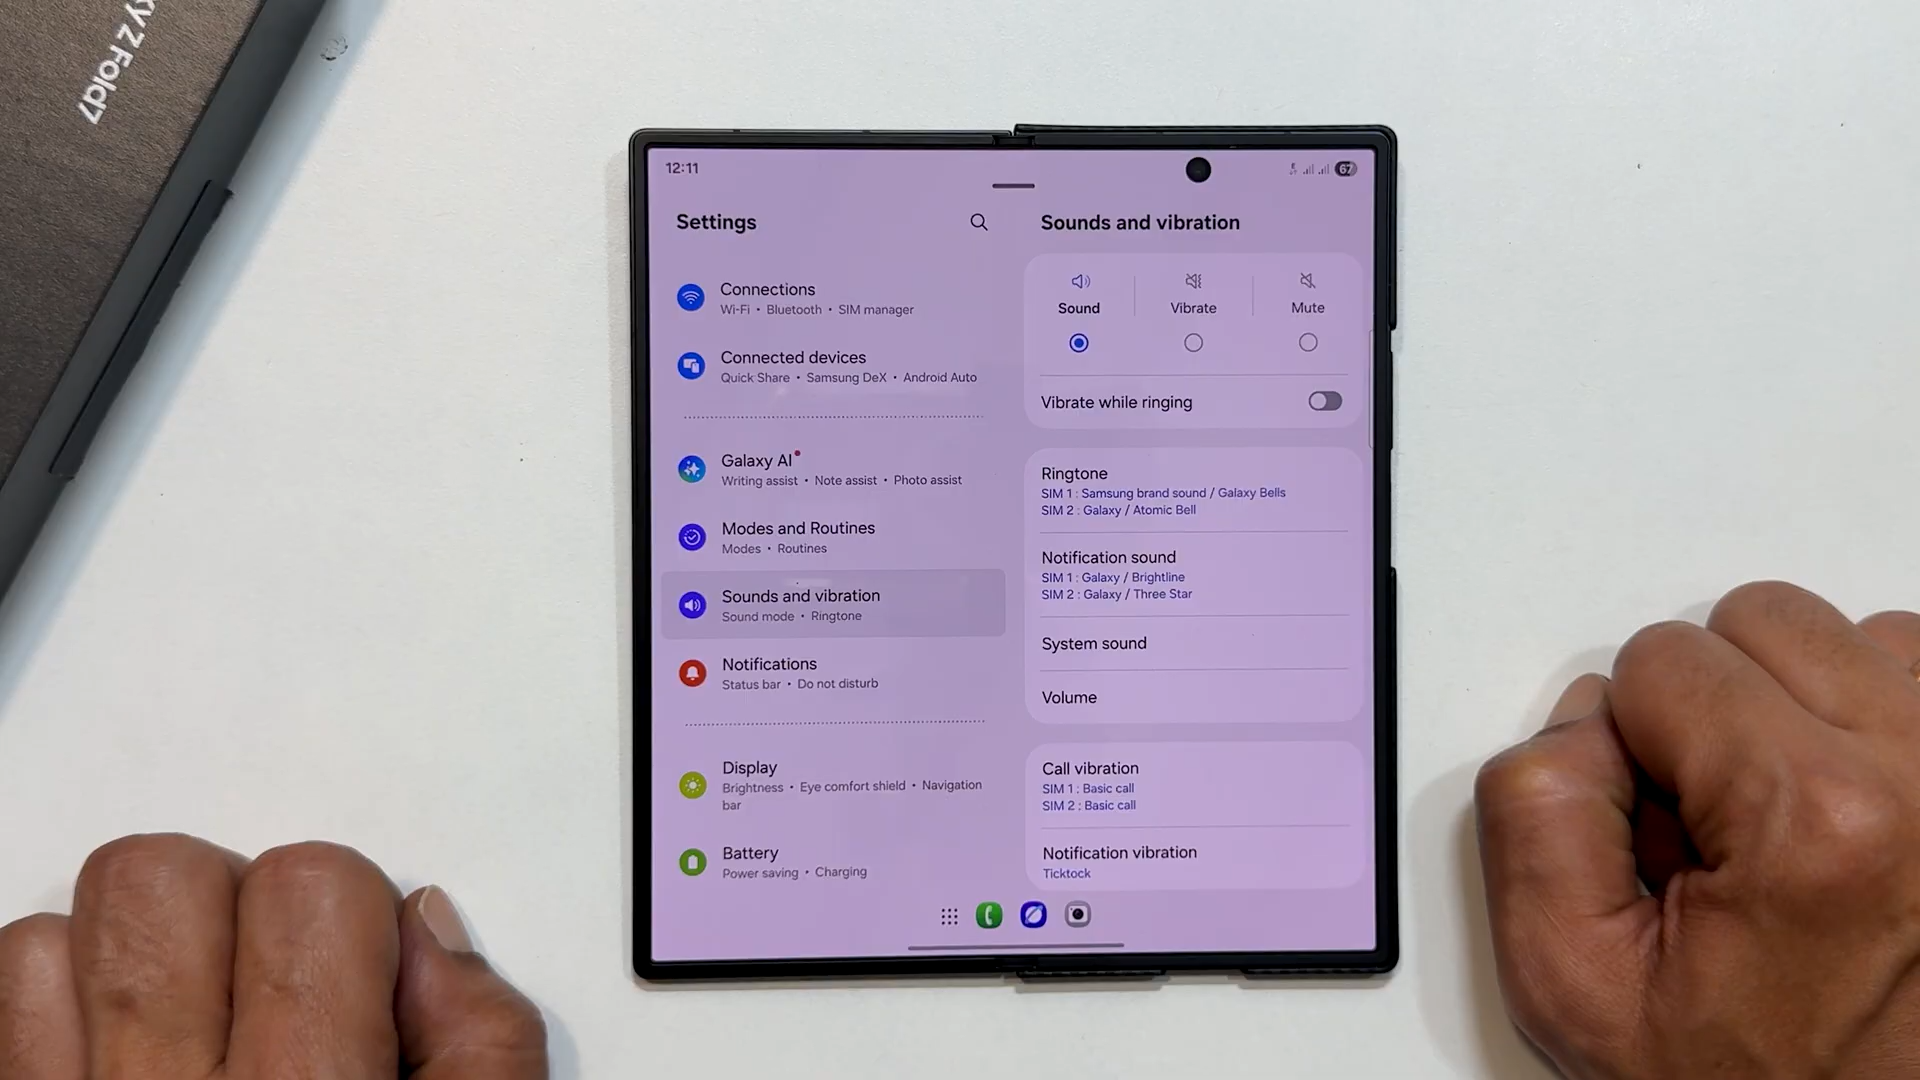 xy Z Fold7
12:11
67
Settings
Connections
Wi-Fi • Bluetooth • SIM manager
Connected devices
Quick Share • Samsung DeX • Android Auto
Galaxy AI
Writing assist • Note assist • Photo assist
Modes and Routines
Modes • Routines
Sounds and vibration
Sound mode • Ringtone
Notifications
Status bar • Do not disturb
Display
Brightness • Eye comfort shield • Navigation
bar
Battery
Power saving • Charging
Sounds and vibration
Sound
Vibrate
Mute
Vibrate while ringing
Ringtone
SIM 1 : Samsung brand sound / Galaxy Bells
SIM 2 : Galaxy / Atomic Bell
Notification sound
SIM 1 : Galaxy / Brightline
SIM 2 : Galaxy / Three Star
System sound
Volume
Call vibration
SIM 1 : Basic call
SIM 2 : Basic call
Notification vibration
Ticktock